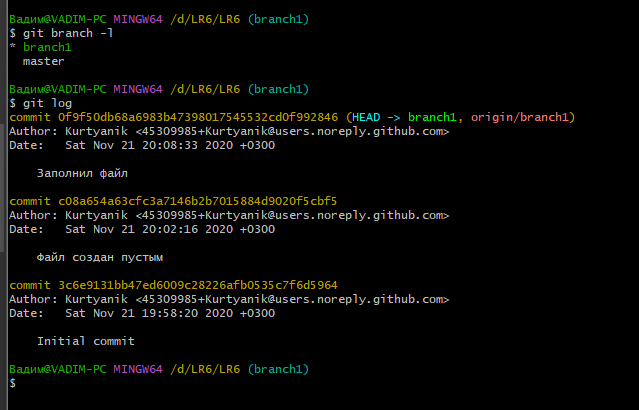 Вадим@VADIM-PC MINGW64 /d/LR6/LR6 (branch1)
$ git branch -l
* branch1
  master
Вадим@VADIM-PC MINGW64 /d/LR6/LR6 (branch1)
$ git log
commit 0f9f50db68a6983b47398017545532cd0f992846 (HEAD -> branch1, origin/branch1)
Author: Kurtyanik <45309985+Kurtyanik@users.noreply.github.com>
Date:   Sat Nov 21 20:08:33 2020 +0300
    Заполнил файл
commit c08a654a63cfc3a7146b2b7015884d9020f5cbf5
Author: Kurtyanik <45309985+Kurtyanik@users.noreply.github.com>
Date:   Sat Nov 21 20:02:16 2020 +0300
    Файл создан пустым
commit 3c6e9131bb47ed6009c28226afb0535c7f6d5964
Author: Kurtyanik <45309985+Kurtyanik@users.noreply.github.com>
Date:   Sat Nov 21 19:58:20 2020 +0300
    Initial commit
Вадим@VADIM-PC MINGW64 /d/LR6/LR6 (branch1)
$